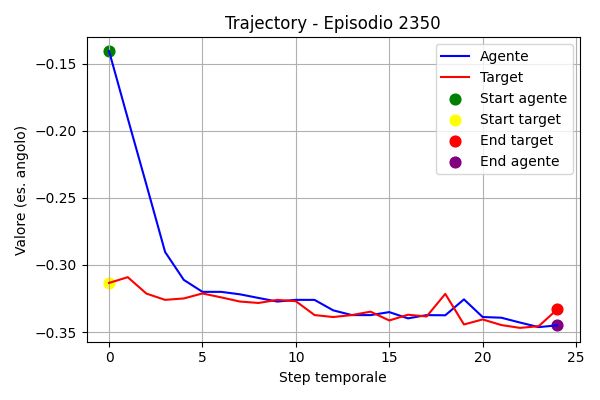 Trajectory - Episodio 2350
Valore (es. angolo)
−0.15
−0.20
−0.25
−0.30
−0.35
0
5
10
15
20
25
Step temporale
Agente
Target
Start agente
Start target
End target
End agente